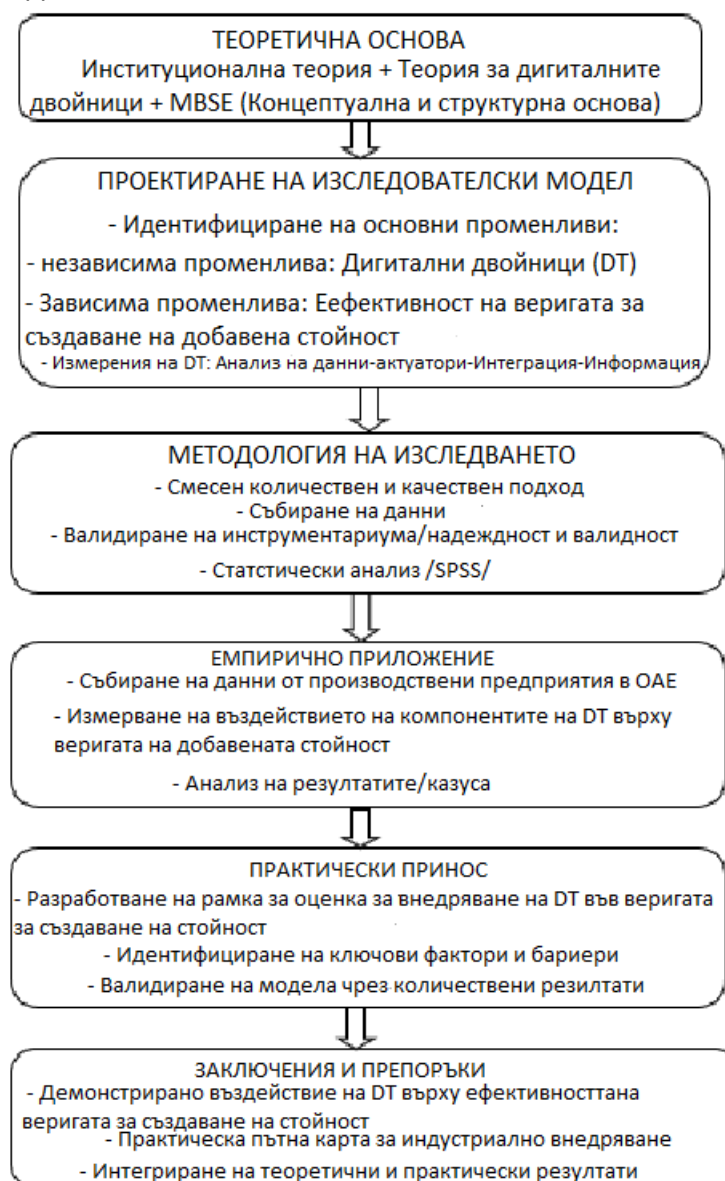 ТЕОРЕТИЧНА ОСНОВА
Институционална теория + Теория за дигиталните
двойници + MBSE (Концептуална и структурна основа)
ПРОЕКТИРАНЕ НА ИЗСЛЕДОВАТЕЛСКИ МОДЕЛ
- Идентифициране на основни променливи:
- независима променлива: Дигитални двойници (DT)
- Зависима променлива: Еефективност на веригата за
създаване на добавена стойност
- Измерения на DT: Анализ на данни-актуатори-Интеграция-Информация
МЕТОДОЛОГИЯ НА ИЗСЛЕДВАНЕТО
- Смесен количествен и качествен подход
- Събиране на данни
- Валидиране на инструментариума/надеждност и валидност
- Статстически анализ /SPSS/
ЕМПИРИЧНО ПРИЛОЖЕНИЕ
- Събиране на данни от производствени предприятия в ОАЕ
- Измерване на въздействието на компонентите на DT върху
веригата на добавената стойност
- Анализ на резултатите/казуса
ПРАКТИЧЕСКИ ПРИНОС
- Разработване на рамка за оценка за внедряване на DT във веригата
за създаване на стойност
- Идентифициране на ключови фактори и бариери
- Валидиране на модела чрез количествени резилтати
ЗАКЛЮЧЕНИЯ И ПРЕПОРЪКИ
- Демонстрирано въздействие на DT върху ефективносттана
веригата за създаване на стойност
- Практическа пътна карта за индустриално внедряване
- Интегриране на теоретични и практически резултати